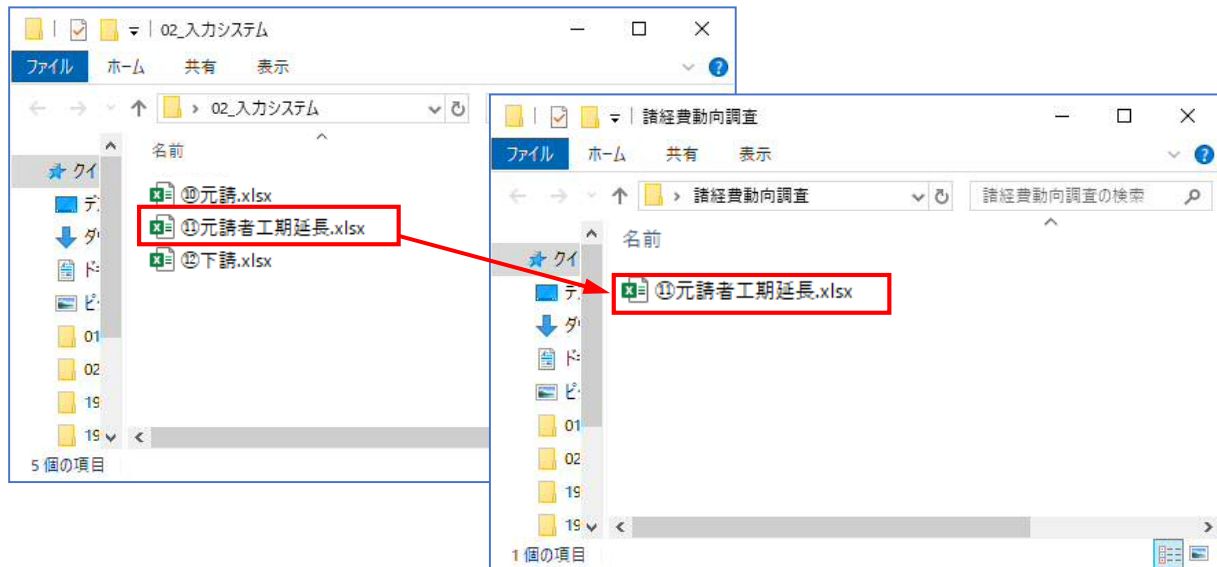 02_入力システム
ファイル ホーム 共有 表示
02_入力システム
名前
クイ
⑩元請.xlsx
⑪元請者工期延長.xlsx
⑫下請.xlsx
01
02
19
19
5 個の項目
諸経費動向調査
ファイル ホーム 共有 表示
諸経費動向調査 諸経費動向調査の検索
名前
クイ
⑪元請者工期延長.xlsx
01
02
19
19
1 個の項目